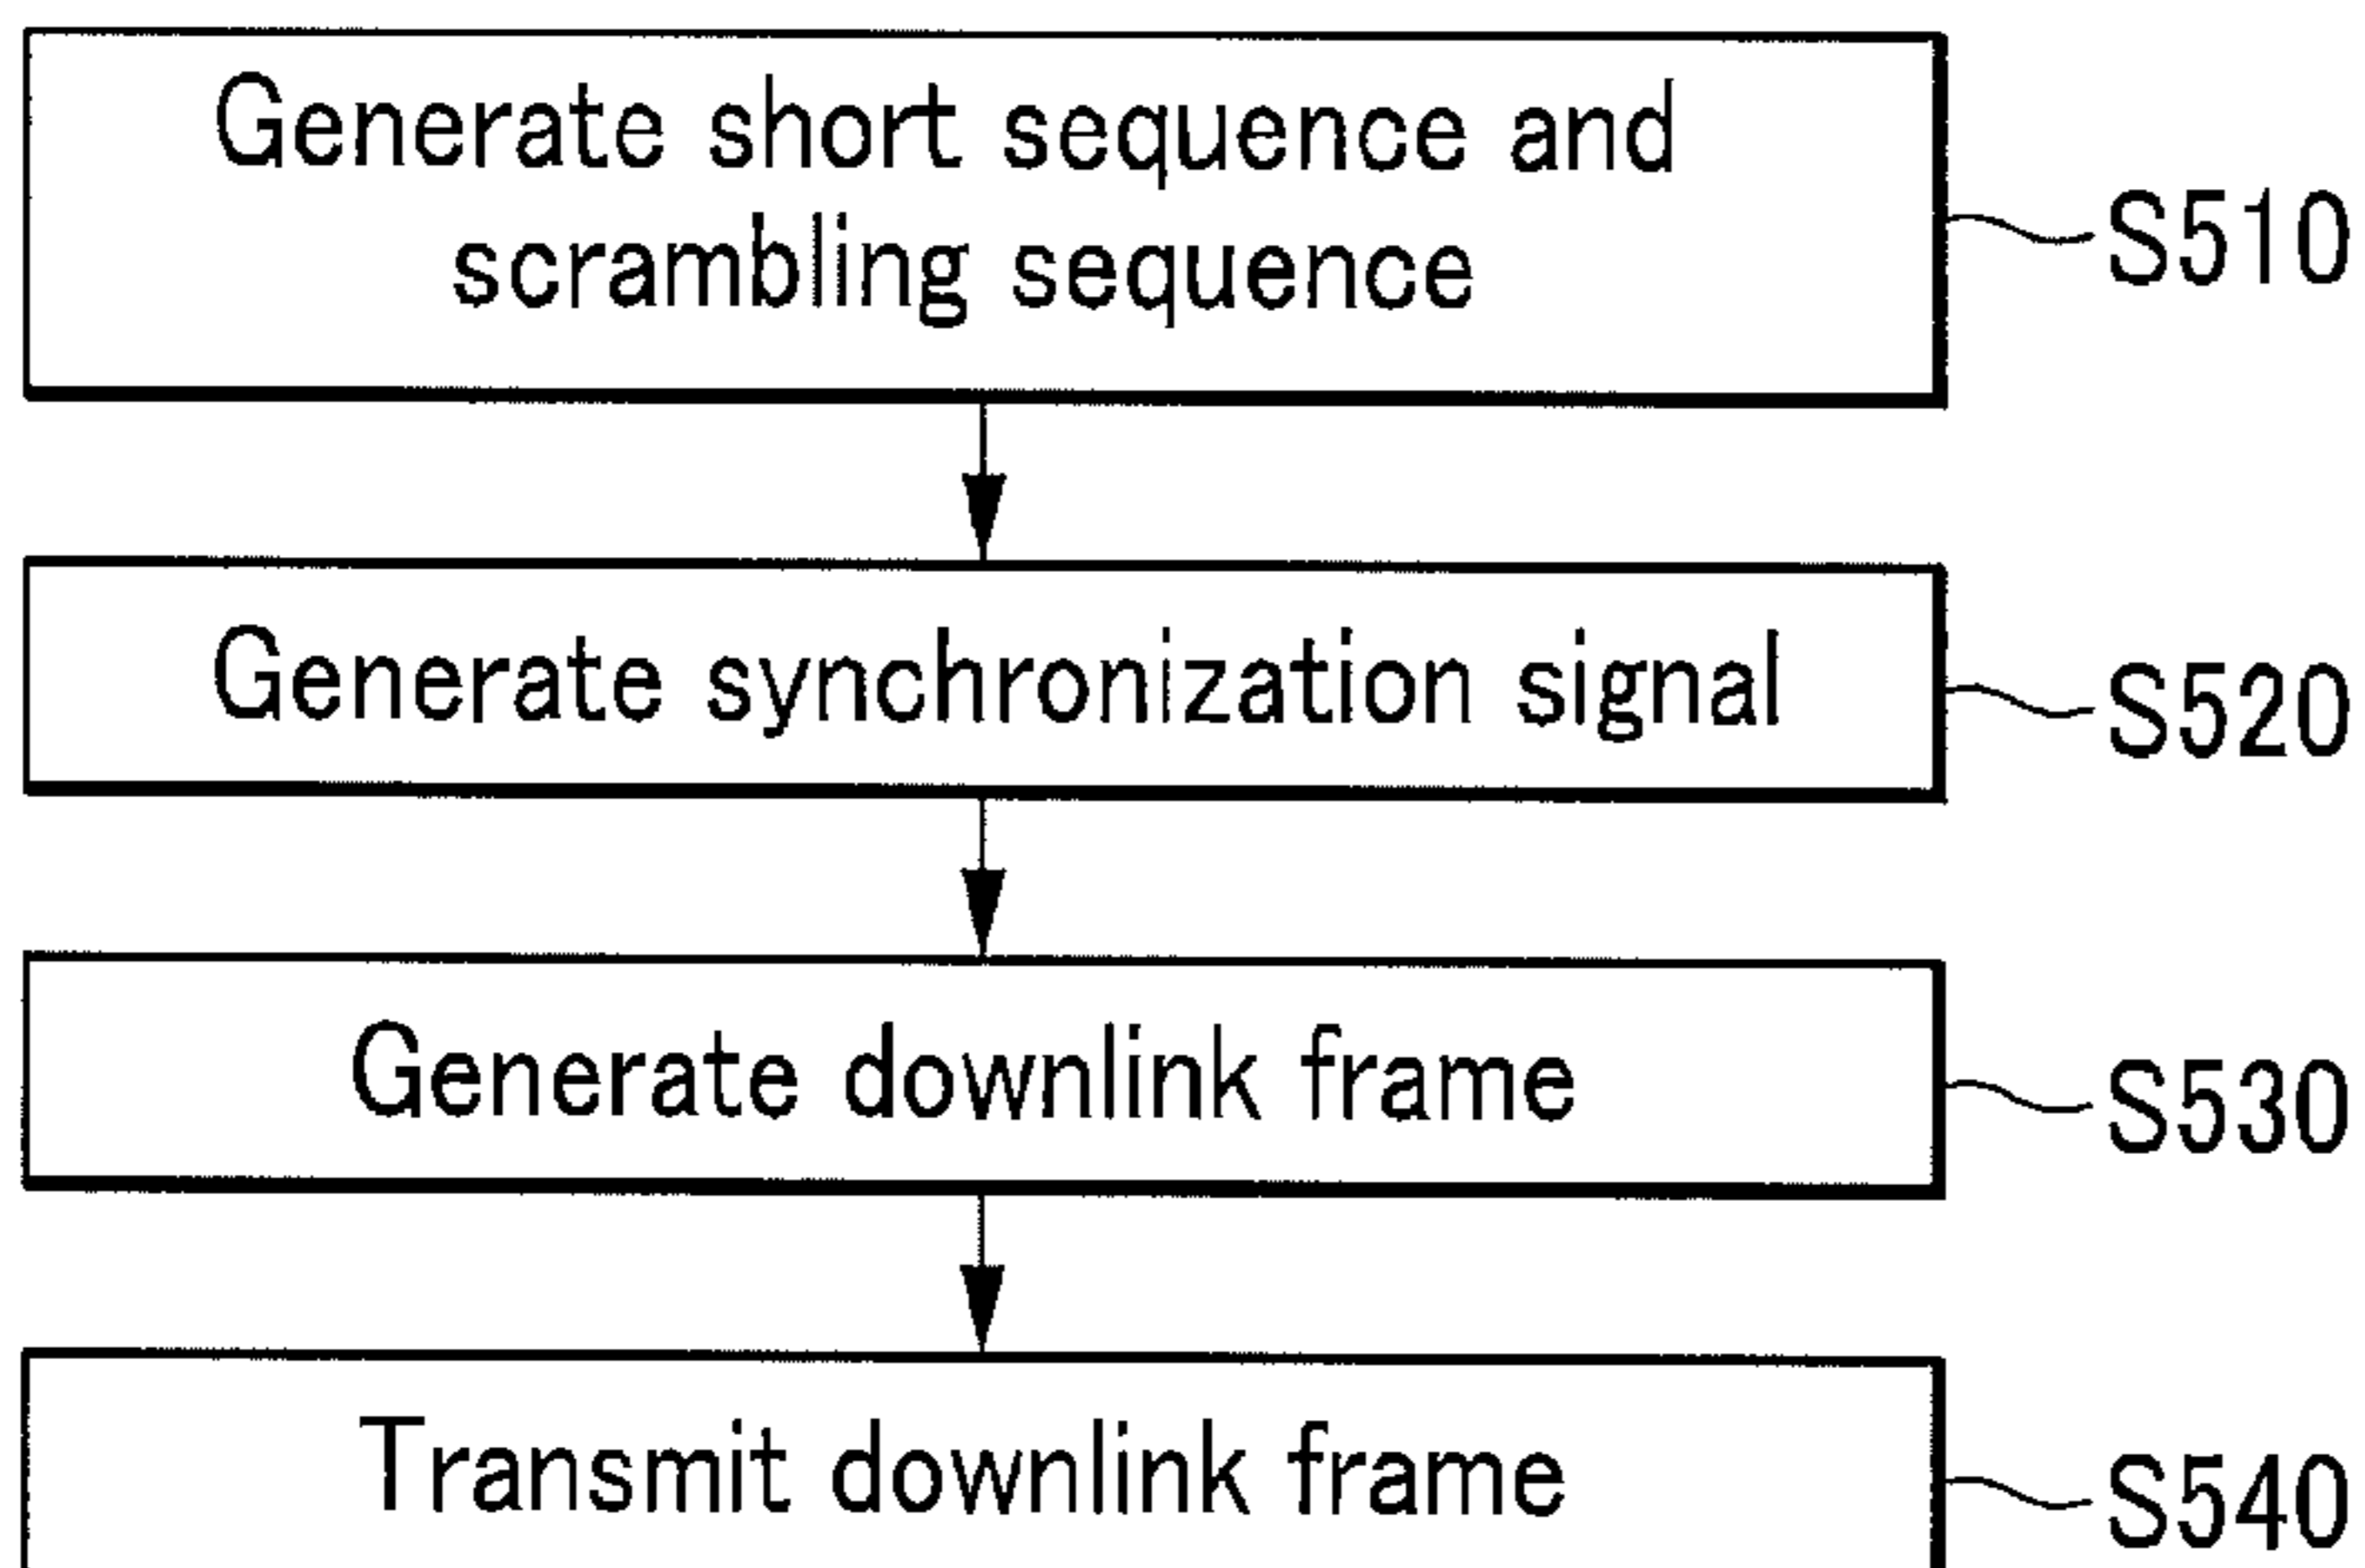 Generate short sequence and
scrambling sequence
S510
Generate synchronization signal
S520
Generate downlink frame
S530
Transmit downlink frame
S540